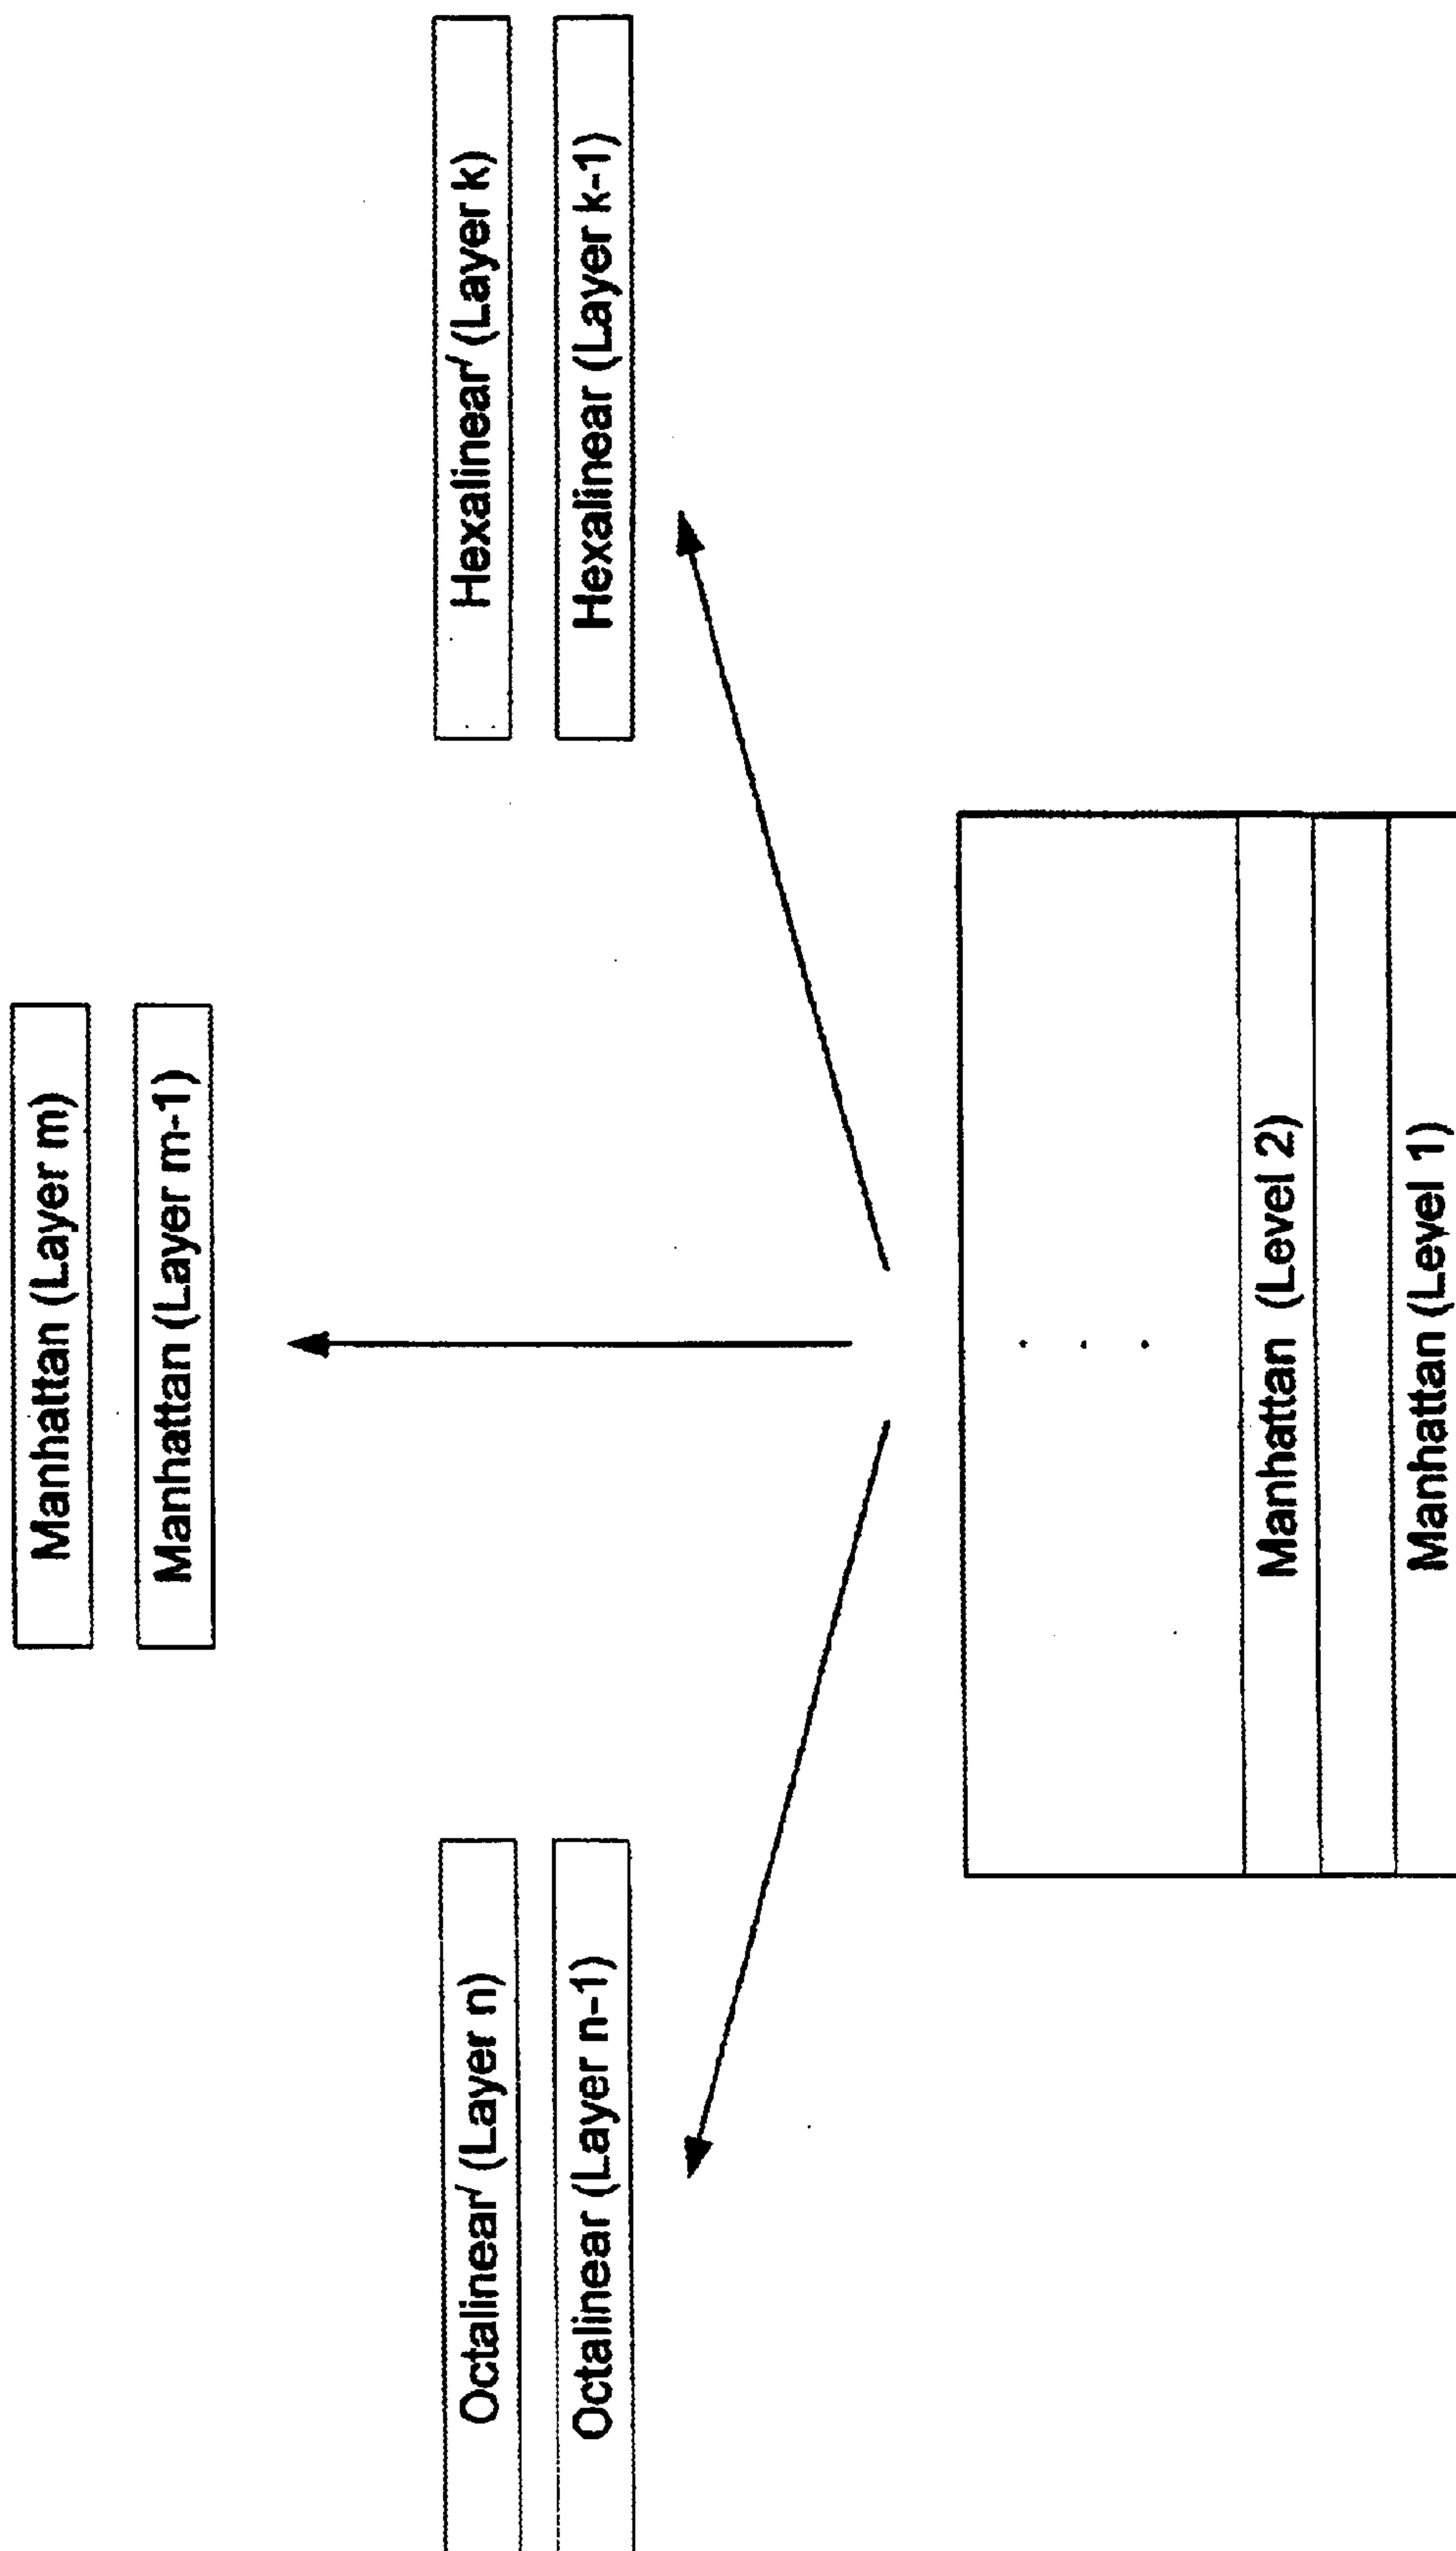 Manhattan (Layer m)
Manhattan (Layer m-1)
Octalinear' (Layer n)
Octalinear (Layer n-1)
Hexalinear' (Layer k)
Hexalinear (Layer k-1)
Manhattan (Level 2)
Manhattan (Level 1)